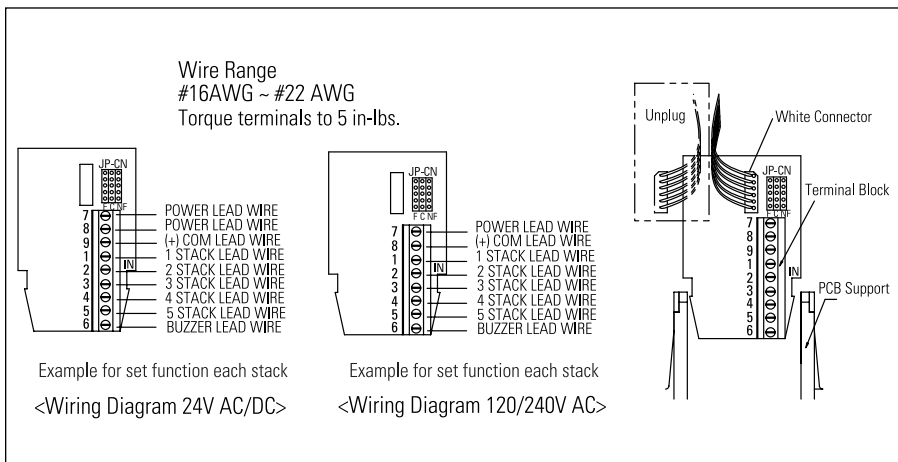 Wire Range
#16AWG ~ #22 AWG
Torque terminals to 5 in-lbs.
JP-CN
F C NF
7 POWER LEAD WIRE
8 POWER LEAD WIRE
9 (+) COM LEAD WIRE
1 1 STACK LEAD WIRE
2 2 STACK LEAD WIRE
3 3 STACK LEAD WIRE
4 4 STACK LEAD WIRE
5 5 STACK LEAD WIRE
6 BUZZER LEAD WIRE
IN
Example for set function each stack
<Wiring Diagram 24V AC/DC>
JP-CN
F C NF
7 POWER LEAD WIRE
8 (+) COM LEAD WIRE
1 1 STACK LEAD WIRE
2 2 STACK LEAD WIRE
3 3 STACK LEAD WIRE
4 4 STACK LEAD WIRE
5 5 STACK LEAD WIRE
6 BUZZER LEAD WIRE
IN
Example for set function each stack
<Wiring Diagram 120/240V AC>
Unplug
White Connector
JP-CN
F C NF
Terminal Block
7
8
9
1
2
3
4
5
6
IN
PCB Support